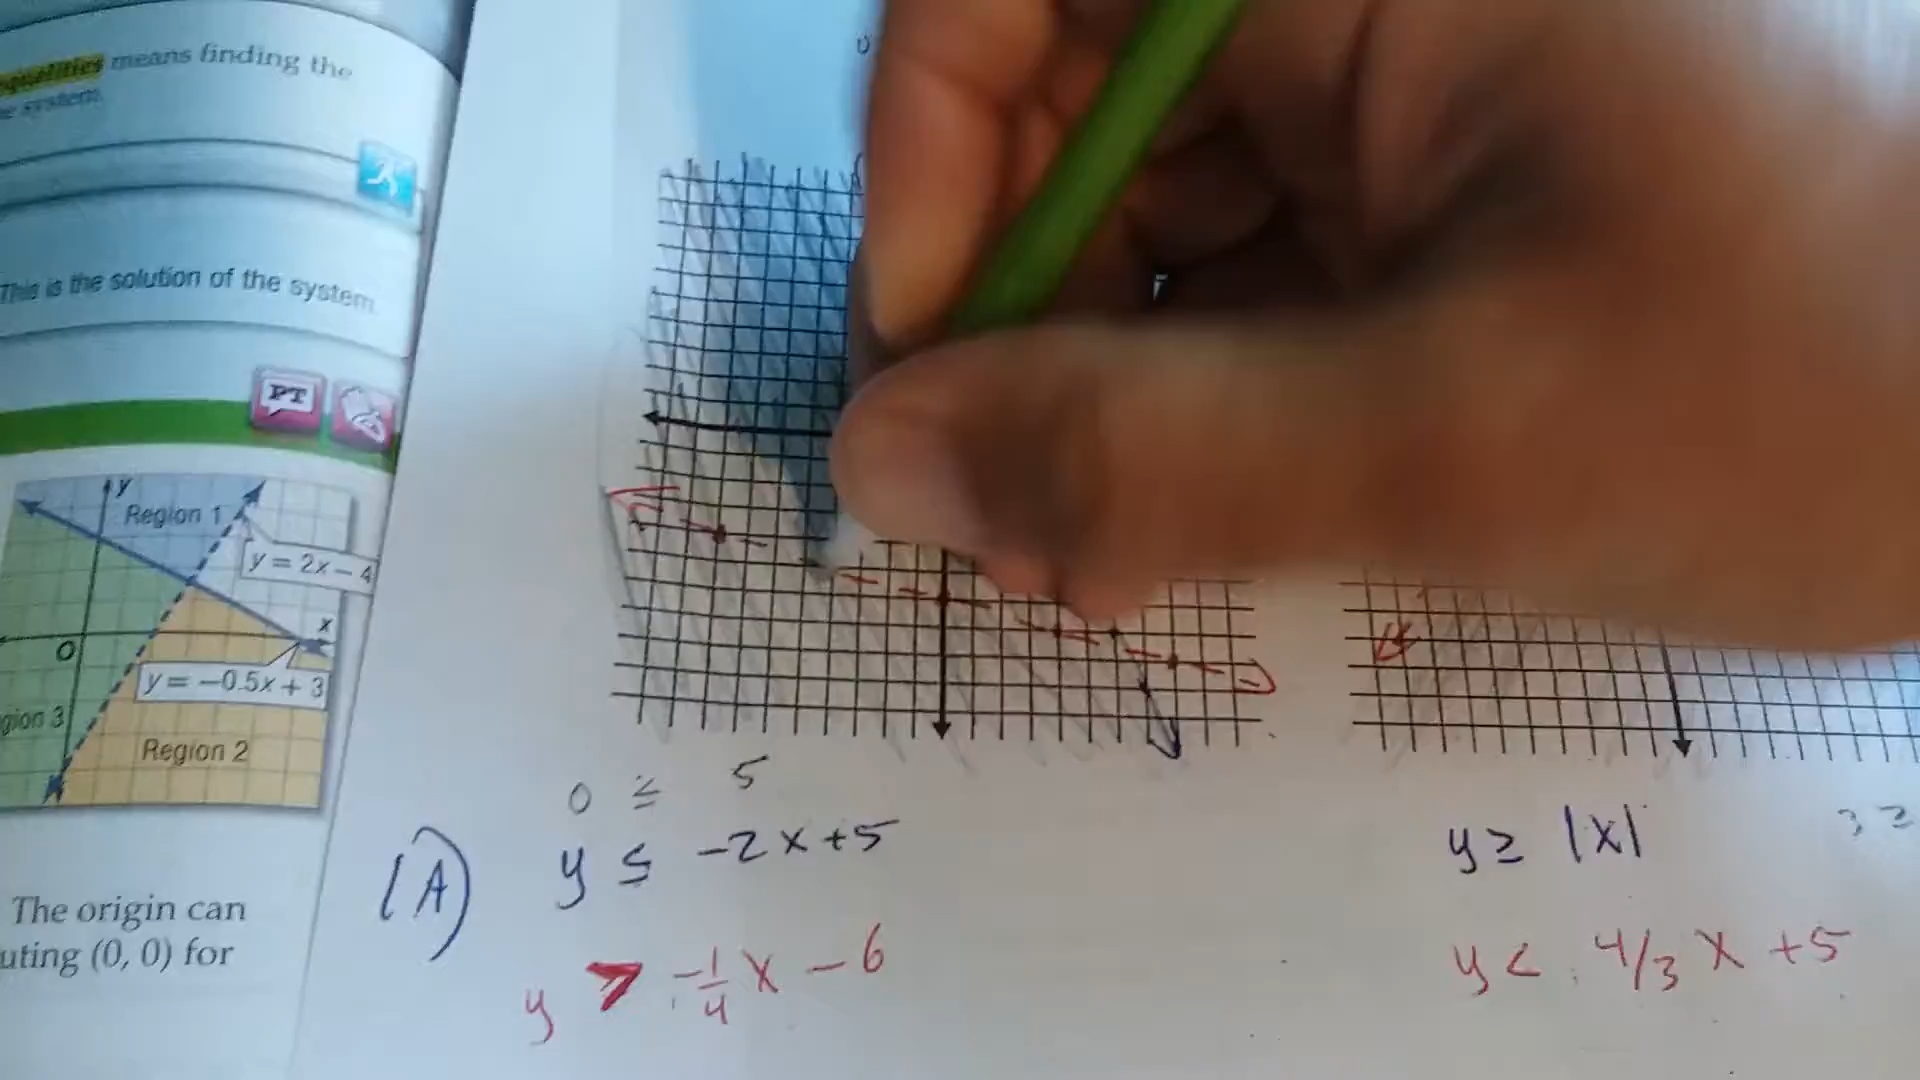 equalities means finding the
system.
This is the solution of the system.
PT
y
Region 1
y = 2x – 4
x
O
y = –0.5x + 3
gion 3
Region 2
The origin can
uting (0, 0) for
0 ≤ 5
(A) y ≤ -2x+5
y > -1/4 x - 6
y ≥ |x|
3 ≥
y < 4/3 x +5